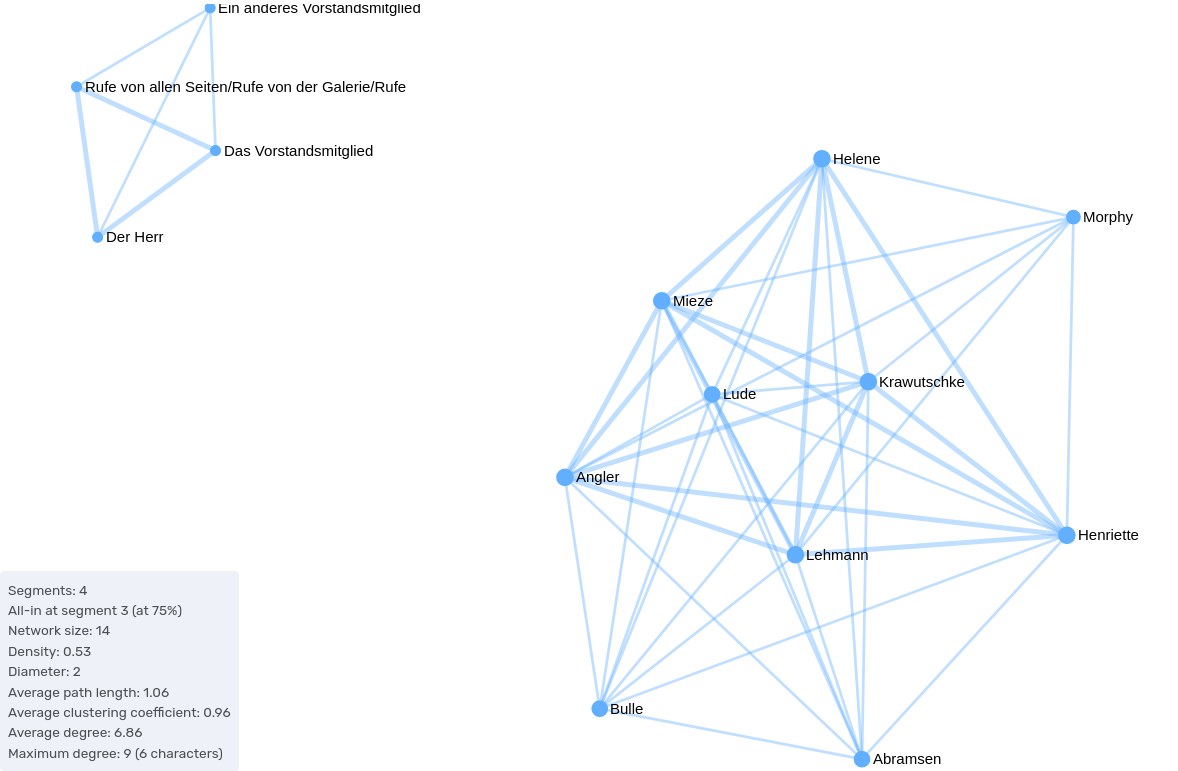 Ein anderes Vorstandsmitglied
Rufe von allen Seiten/Rufe von der Galerie/Rufe
Das Vorstandsmitglied
Der Herr
Helene
Morphy
Mieze
Krawutschke
Lude
Angler
Henriette
Lehmann
Bulle
Abramsen
Segments: 4
All-in at segment 3 (at 75%)
Network size: 14
Density: 0.53
Diameter: 2
Average path length: 1.06
Average clustering coefficient: 0.96
Average degree: 6.86
Maximum degree: 9 (6 characters)